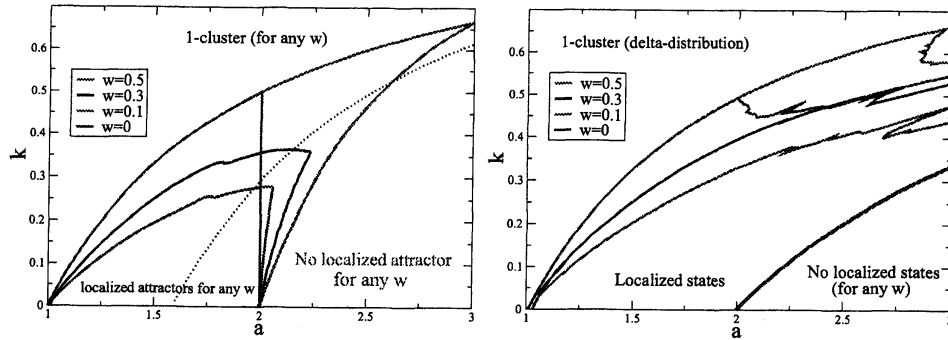 1-cluster (for any w)
w=0.5
w=0.3
w=0.1
w=0
No localized attractor
for any w
localized attractors for any w
k
0
0.1
0.2
0.3
0.4
0.5
0.6
1
1.5
2
2.5
3
a
1-cluster (delta-distribution)
w=0.5
w=0.3
w=0.1
w=0
Localized states
No localized states
(for any w)
k
0
0.1
0.2
0.3
0.4
0.5
0.6
1
1.5
2
2.5
3
a